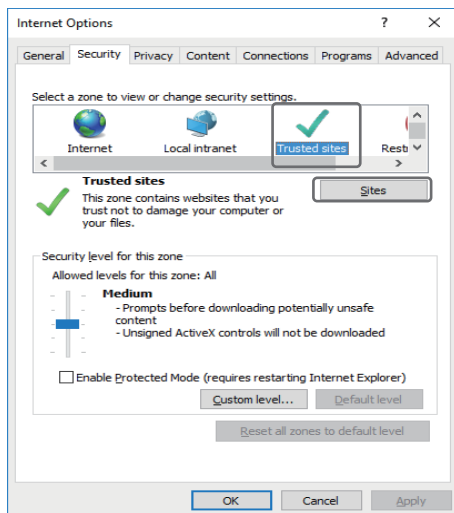 Internet Options ? ×
General Security Privacy Content Connections Programs Advanced
Select a zone to view or change security settings.
Internet Local intranet Trusted sites Restr
Trusted sites
Sites
This zone contains websites that you
trust not to damage your computer or
your files.
Security level for this zone
Allowed levels for this zone: All
Medium
- Prompts before downloading potentially unsafe
content
- Unsigned ActiveX controls will not be downloaded
Enable Protected Mode (requires restarting Internet Explorer)
Custom level... Default level
Reset all zones to default level
OK Cancel Apply